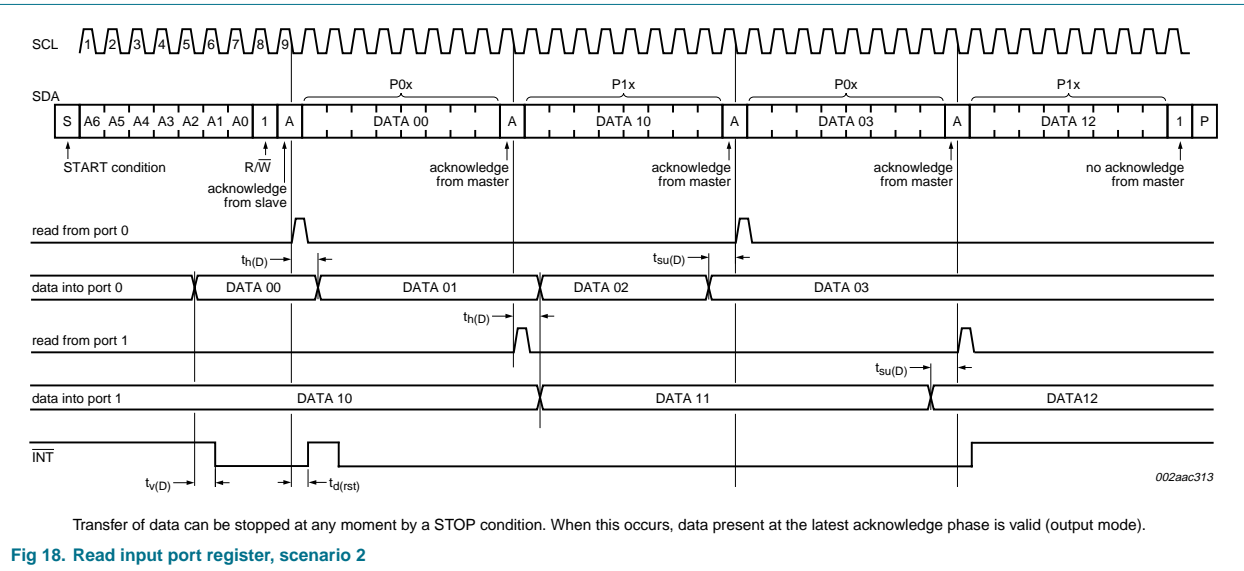 SCL 1 2 3 4 5 6 7 8 9
P0x P1x P0x P1x
SDA
S A6 A5 A4 A3 A2 A1 A0 1 A DATA 00 A DATA 10 A DATA 03 A DATA 12 1 P
START condition R/W acknowledge from slave acknowledge from master acknowledge from master acknowledge from master no acknowledge from master
read from port 0
th(D) tsu(D)
data into port 0 DATA 00 DATA 01 DATA 02 DATA 03
th(D)
read from port 1
tsu(D)
data into port 1 DATA 10 DATA 11 DATA12
INT
tv(D) td(rst) 002aac313
Transfer of data can be stopped at any moment by a STOP condition. When this occurs, data present at the latest acknowledge phase is valid (output mode).
Fig 18. Read input port register, scenario 2